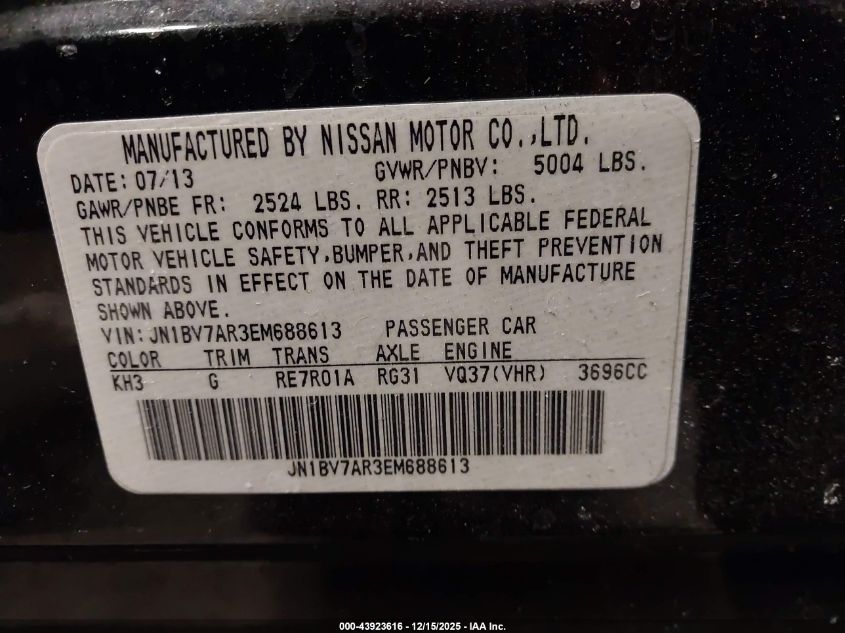 MANUFACTURED BY NISSAN MOTOR CO.,LTD.
DATE: 07/13 GVWR/PNBV: 5004 LBS.
GAWR/PNBE FR: 2524 LBS. RR: 2513 LBS.
THIS VEHICLE CONFORMS TO ALL APPLICABLE FEDERAL
MOTOR VEHICLE SAFETY,BUMPER,AND THEFT PREVENTION
STANDARDS IN EFFECT ON THE DATE OF MANUFACTURE
SHOWN ABOVE.
VIN:JN1BV7AR3EM688613 PASSENGER CAR
COLOR TRIM TRANS AXLE ENGINE
KH3 G RE7R01A RG31 VQ37(VHR) 3696CC
JN1BV7AR3EM688613
000-43923616 - 12/15/2025 - IAA Inc.